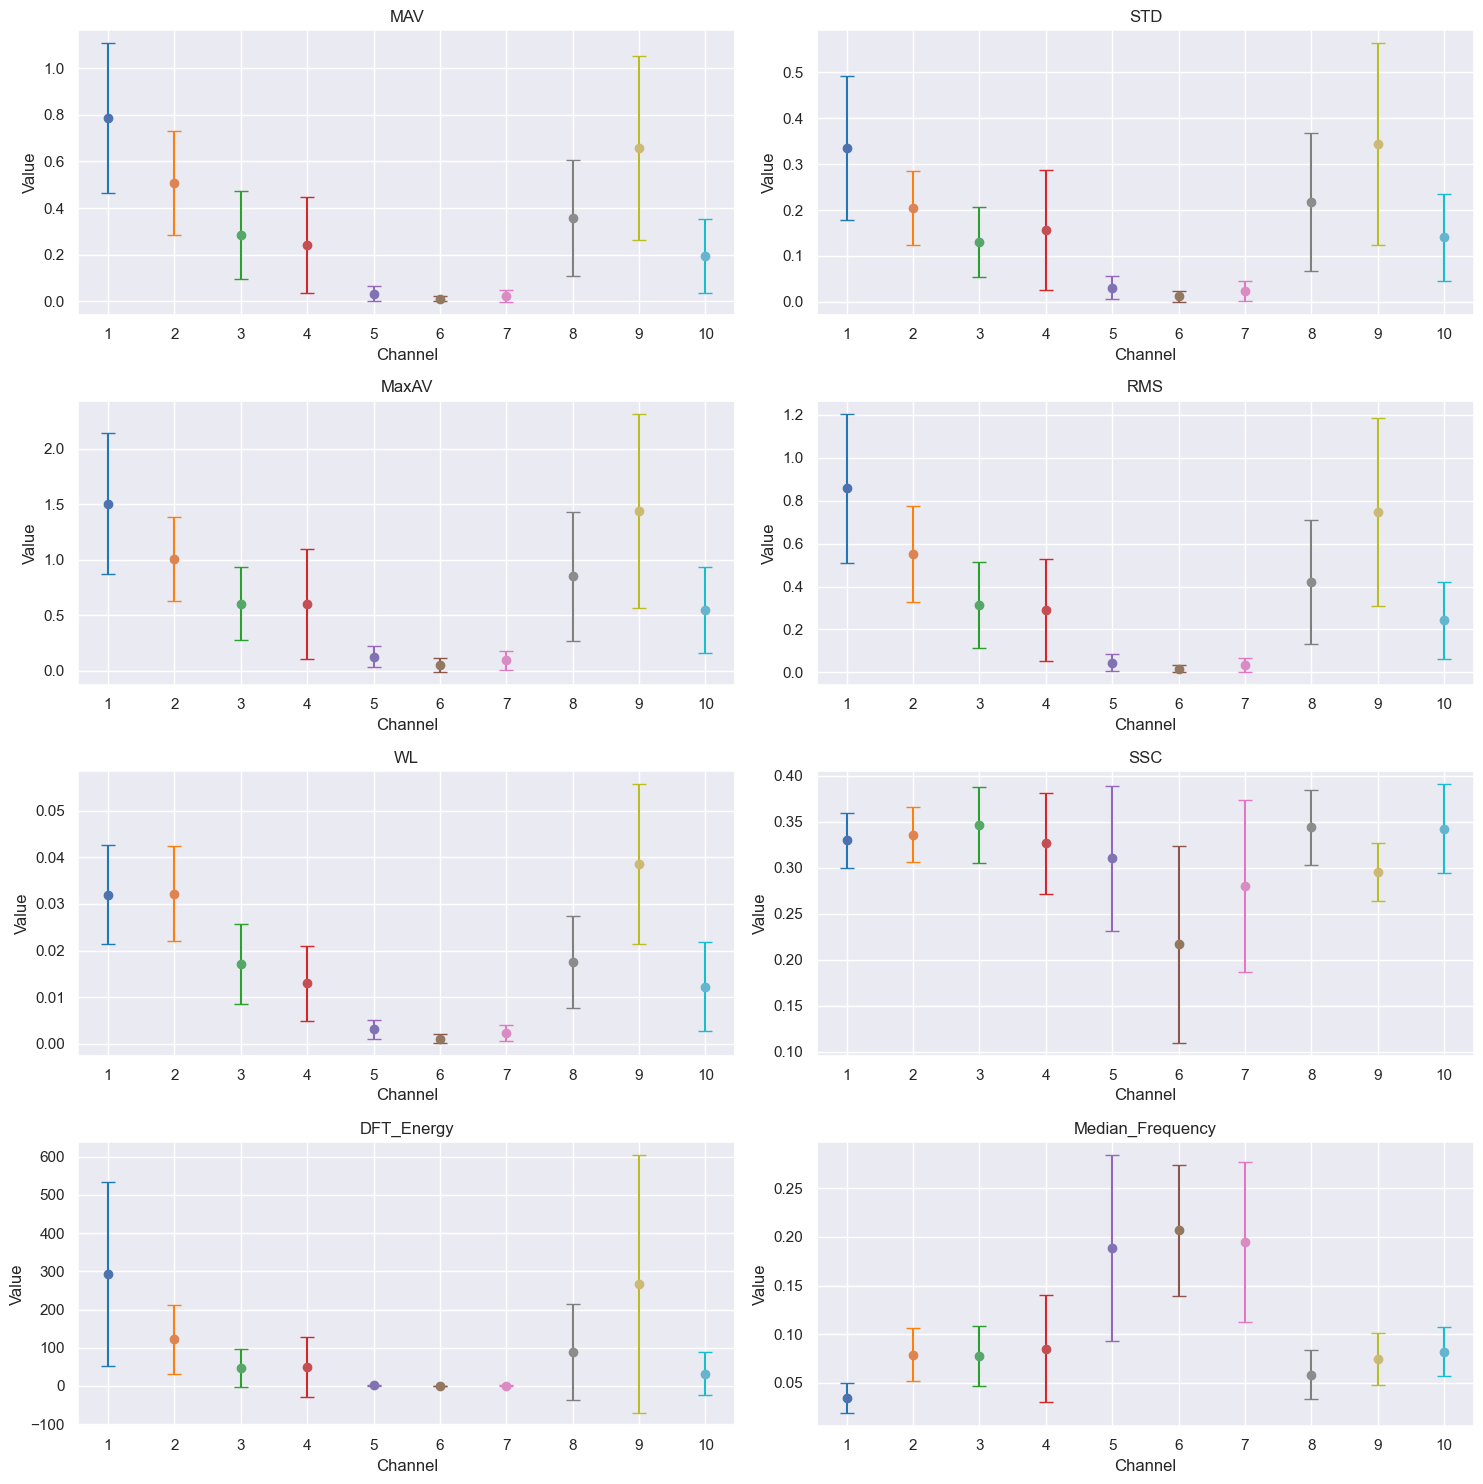 MAV
1.0
0.8
0.6
0.4
0.2
0.0
Value
1 2 3 4 5 6 7 8 9 10
Channel
STD
0.5
0.4
0.3
0.2
0.1
0.0
Value
1 2 3 4 5 6 7 8 9 10
Channel
MaxAV
2.0
1.5
1.0
0.5
0.0
Value
1 2 3 4 5 6 7 8 9 10
Channel
RMS
1.2
1.0
0.8
0.6
0.4
0.2
0.0
Value
1 2 3 4 5 6 7 8 9 10
Channel
WL
0.05
0.04
0.03
0.02
0.01
0.00
Value
1 2 3 4 5 6 7 8 9 10
Channel
SSC
0.40
0.35
0.30
0.25
0.20
0.15
0.10
Value
1 2 3 4 5 6 7 8 9 10
Channel
DFT_Energy
600
500
400
300
200
100
0
−100
Value
1 2 3 4 5 6 7 8 9 10
Channel
Median_Frequency
0.25
0.20
0.15
0.10
0.05
Value
1 2 3 4 5 6 7 8 9 10
Channel